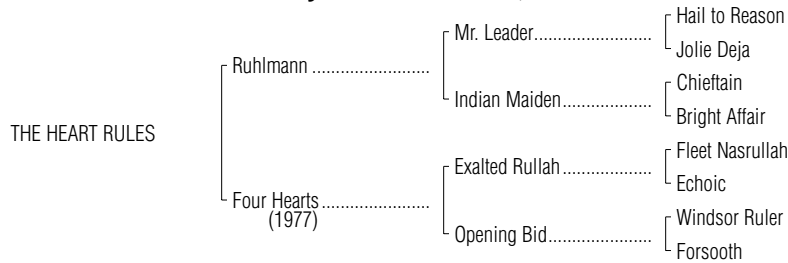 Hail to Reason
Mr. Leader..........................
Jolie Deja
Ruhlmann ..........................
Chieftain
Indian Maiden....................
Bright Affair
THE HEART RULES
Fleet Nasrullah
Exalted Rullah....................
Echoic
Four Hearts........................
(1977)
Windsor Ruler
Opening Bid.......................
Forsooth